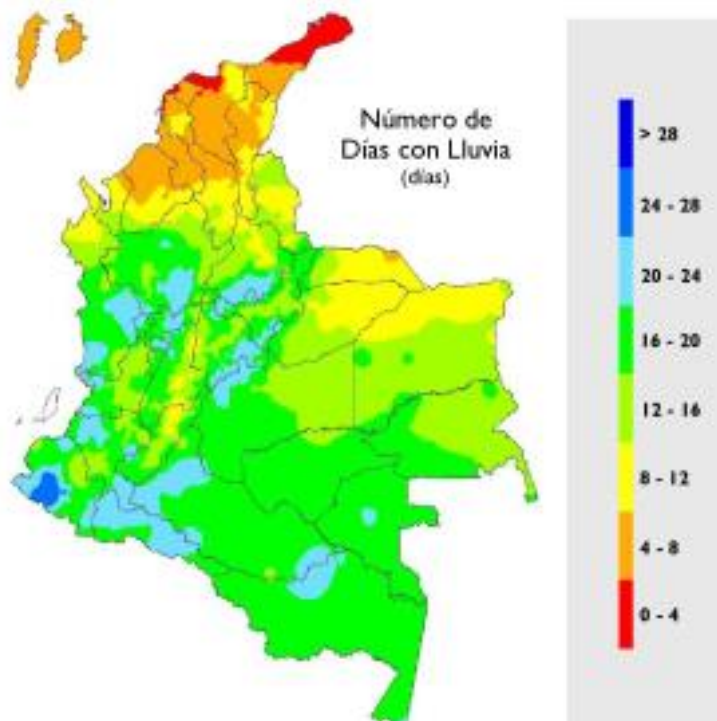 Número de
Días con Lluvia
(días)
> 28
24 - 28
20 - 24
16 - 20
12 - 16
8 - 12
4 - 8
0 - 4